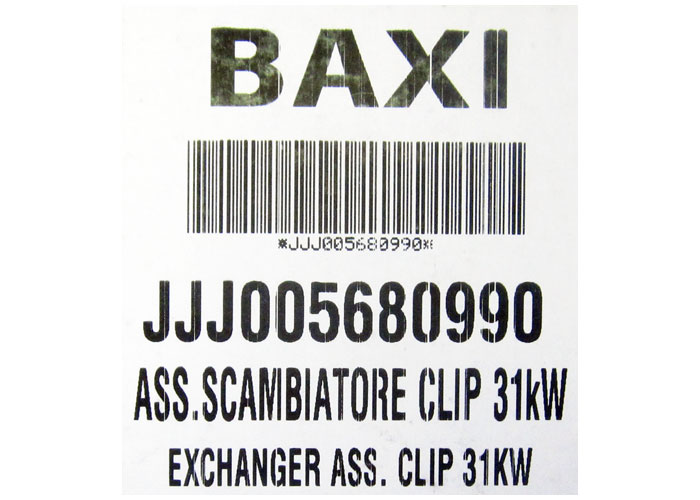 BAXI
*JJJ005680990*
JJJ005680990
ASS.SCAMBIATORE CLIP 31kW
EXCHANGER ASS. CLIP 31KW